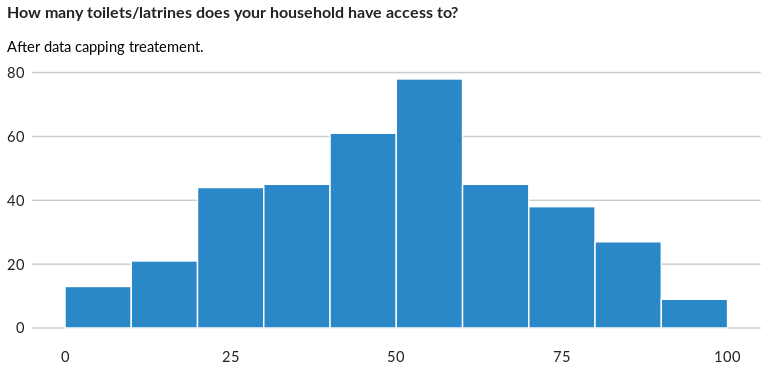 How many toilets/latrines does your household have access to?
After data capping treatement.
80
60
40
20
0
0 25 50 75 100